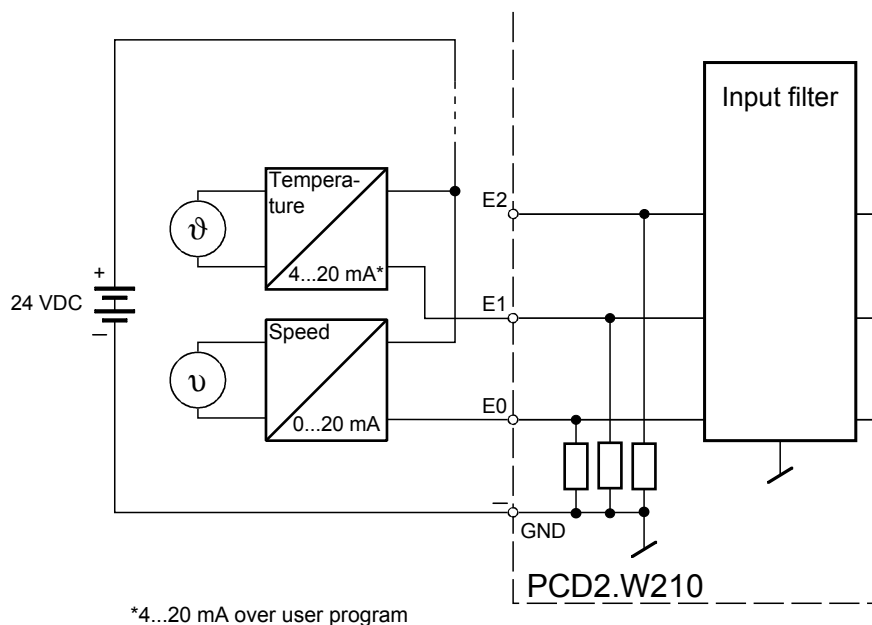 Input filter
Tempera-
ture
E2
ϑ
4...20 mA*
+
24 VDC
–
E1
Speed
υ
E0
0...20 mA
–
GND
PCD2.W210
*4...20 mA over user program